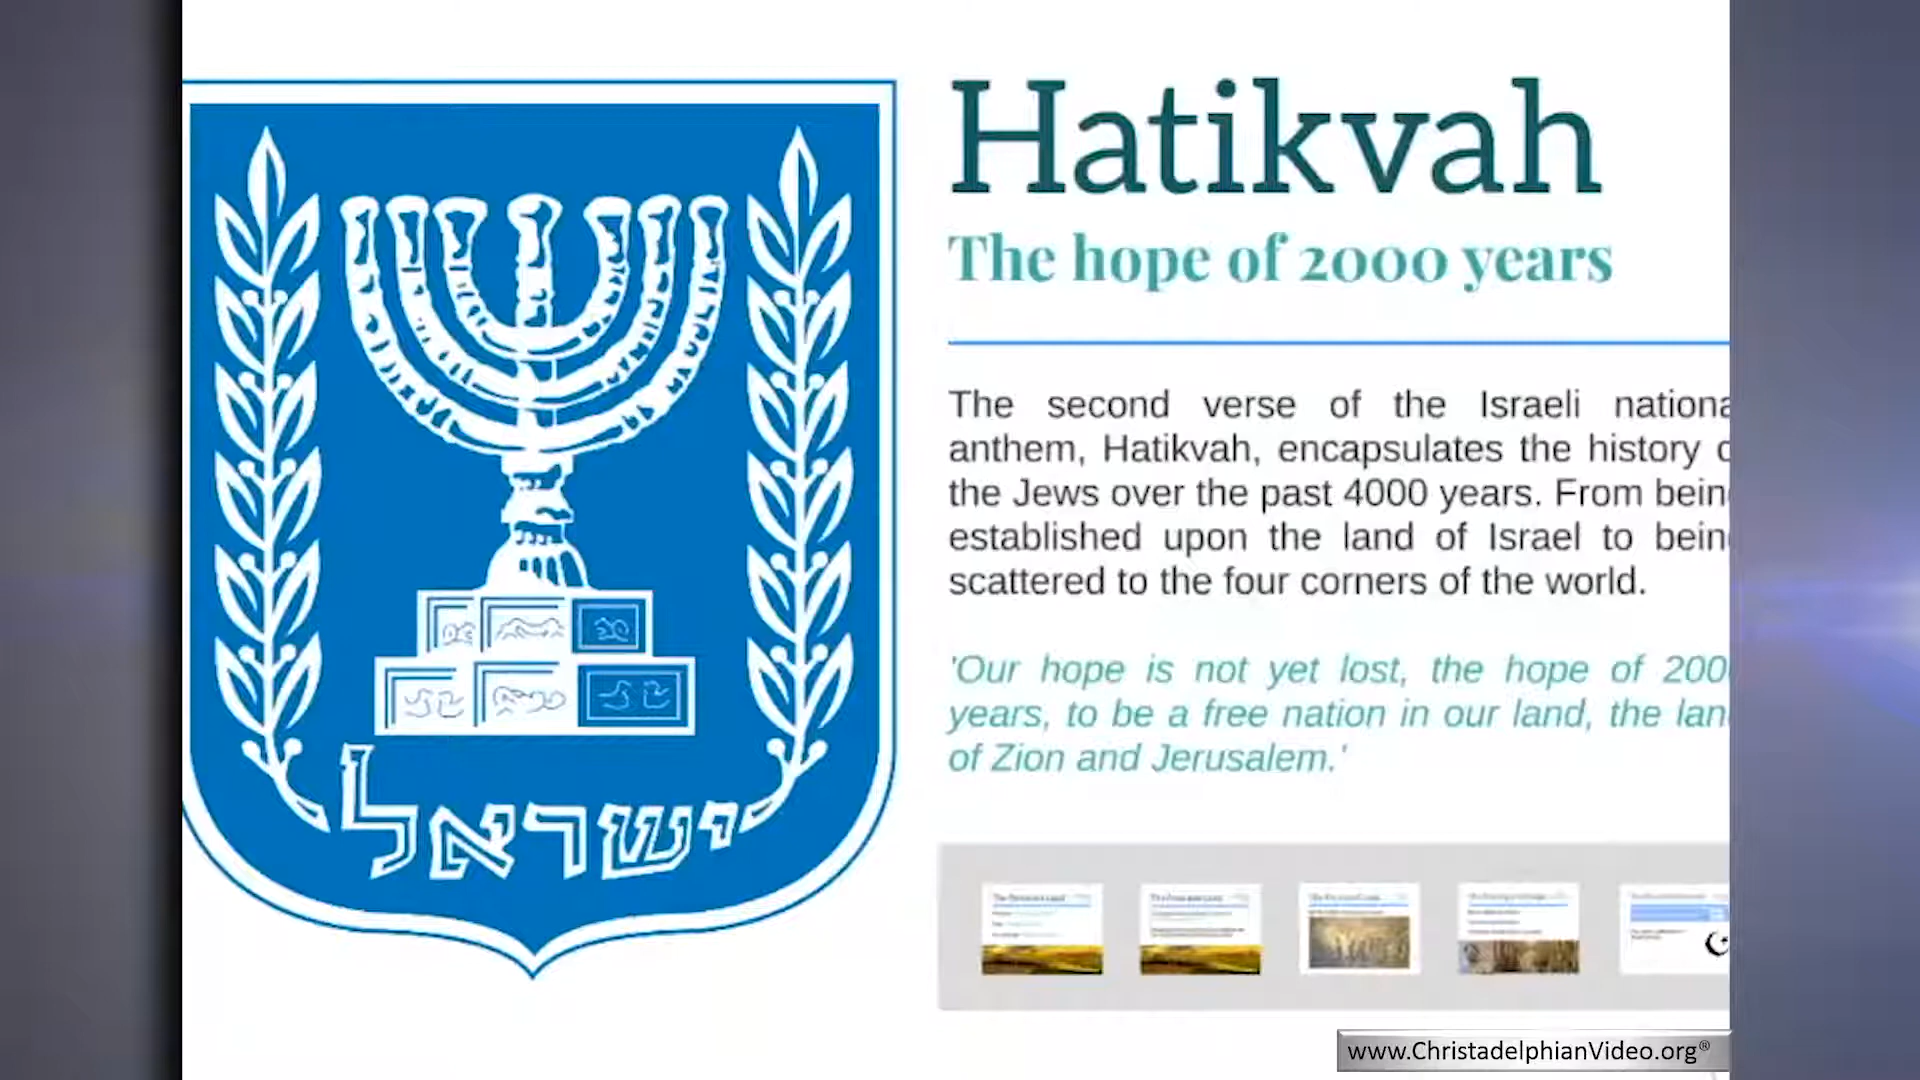 Hatikvah
The hope of 2000 years
The second verse of the Israeli nationa
anthem, Hatikvah, encapsulates the history o
the Jews over the past 4000 years. From bein
established upon the land of Israel to bein
scattered to the four corners of the world.
'Our hope is not yet lost, the hope of 200
years, to be a free nation in our land, the lan
of Zion and Jerusalem.'
ישראל
www.ChristadelphianVideo.org®